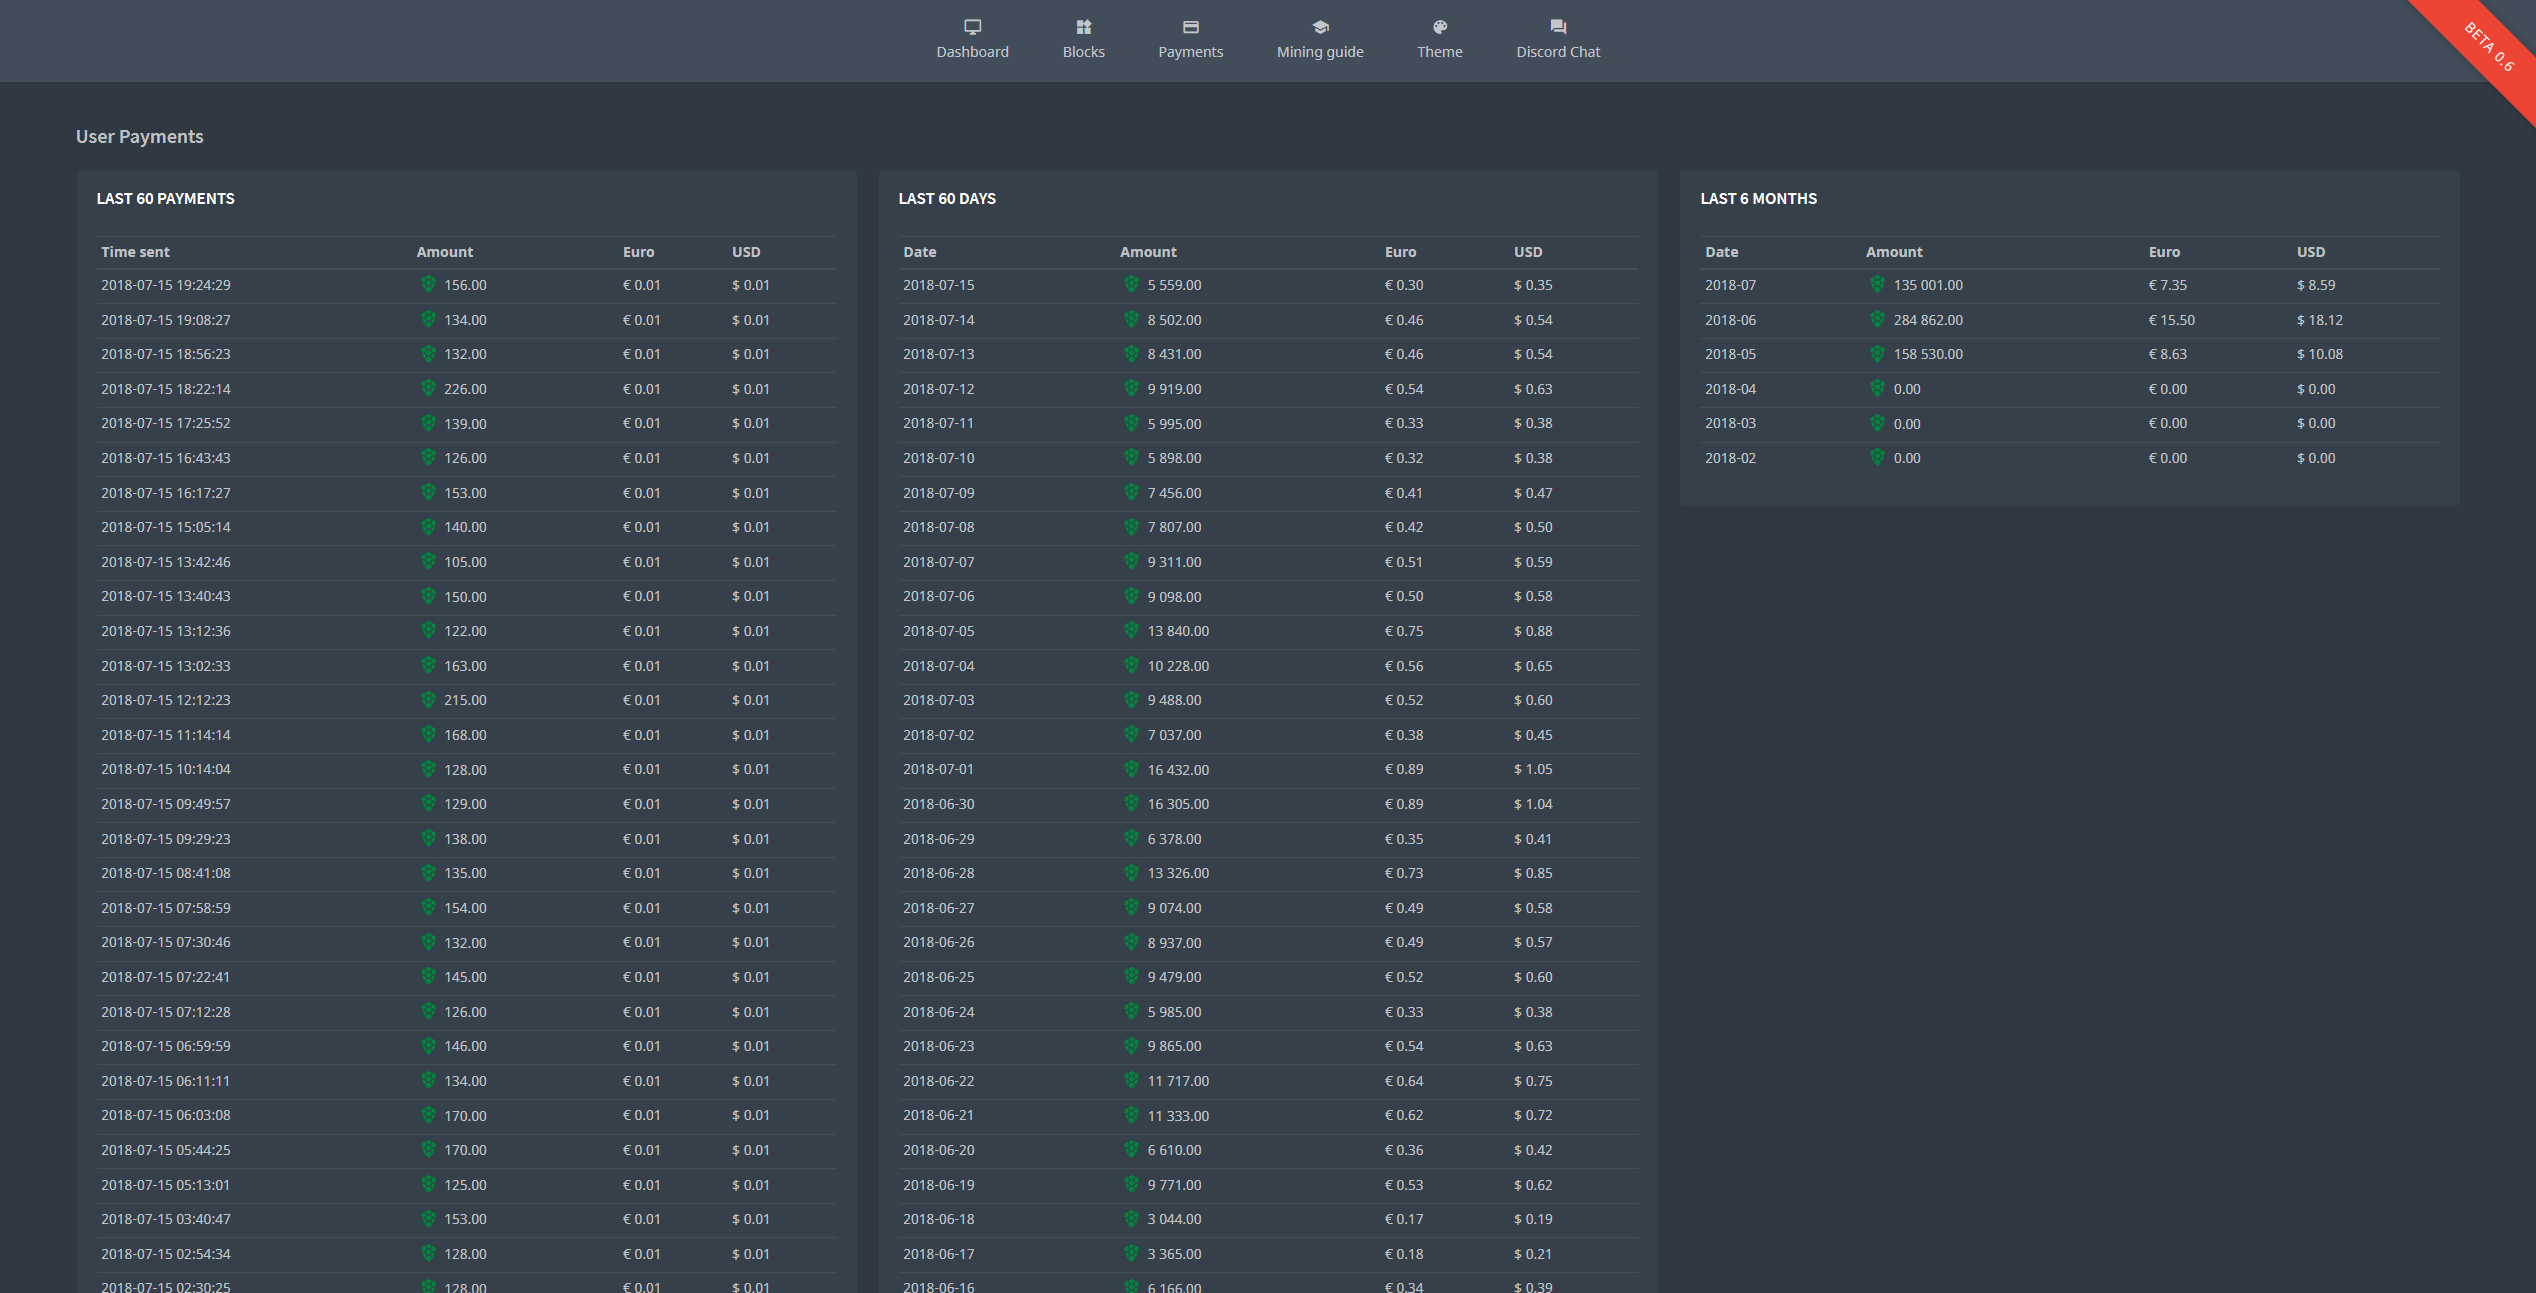 Dashboard Blocks Payments Mining guide Theme Discord Chat
BETA 0.6
User Payments
LAST 60 PAYMENTS
Time sent Amount Euro USD
2018-07-15 19:24:29 156.00 € 0.01 $ 0.01
2018-07-15 19:08:27 134.00 € 0.01 $ 0.01
2018-07-15 18:56:23 132.00 € 0.01 $ 0.01
2018-07-15 18:22:14 226.00 € 0.01 $ 0.01
2018-07-15 17:25:52 139.00 € 0.01 $ 0.01
2018-07-15 16:43:43 126.00 € 0.01 $ 0.01
2018-07-15 16:17:27 153.00 € 0.01 $ 0.01
2018-07-15 15:05:14 140.00 € 0.01 $ 0.01
2018-07-15 13:42:46 105.00 € 0.01 $ 0.01
2018-07-15 13:40:43 150.00 € 0.01 $ 0.01
2018-07-15 13:12:36 122.00 € 0.01 $ 0.01
2018-07-15 13:02:33 163.00 € 0.01 $ 0.01
2018-07-15 12:12:23 215.00 € 0.01 $ 0.01
2018-07-15 11:14:14 168.00 € 0.01 $ 0.01
2018-07-15 10:14:04 128.00 € 0.01 $ 0.01
2018-07-15 09:49:57 129.00 € 0.01 $ 0.01
2018-07-15 09:29:23 138.00 € 0.01 $ 0.01
2018-07-15 08:41:08 135.00 € 0.01 $ 0.01
2018-07-15 07:58:59 154.00 € 0.01 $ 0.01
2018-07-15 07:30:46 132.00 € 0.01 $ 0.01
2018-07-15 07:22:41 145.00 € 0.01 $ 0.01
2018-07-15 07:12:28 126.00 € 0.01 $ 0.01
2018-07-15 06:59:59 146.00 € 0.01 $ 0.01
2018-07-15 06:11:11 134.00 € 0.01 $ 0.01
2018-07-15 06:03:08 170.00 € 0.01 $ 0.01
2018-07-15 05:44:25 170.00 € 0.01 $ 0.01
2018-07-15 05:13:01 125.00 € 0.01 $ 0.01
2018-07-15 03:40:47 153.00 € 0.01 $ 0.01
2018-07-15 02:54:34 128.00 € 0.01 $ 0.01
2018-07-15 02:30:25 128.00 € 0.01 $ 0.01
LAST 60 DAYS
Date Amount Euro USD
2018-07-15 5 559.00 € 0.30 $ 0.35
2018-07-14 8 502.00 € 0.46 $ 0.54
2018-07-13 8 431.00 € 0.46 $ 0.54
2018-07-12 9 919.00 € 0.54 $ 0.63
2018-07-11 5 995.00 € 0.33 $ 0.38
2018-07-10 5 898.00 € 0.32 $ 0.38
2018-07-09 7 456.00 € 0.41 $ 0.47
2018-07-08 7 807.00 € 0.42 $ 0.50
2018-07-07 9 311.00 € 0.51 $ 0.59
2018-07-06 9 098.00 € 0.50 $ 0.58
2018-07-05 13 840.00 € 0.75 $ 0.88
2018-07-04 10 228.00 € 0.56 $ 0.65
2018-07-03 9 488.00 € 0.52 $ 0.60
2018-07-02 7 037.00 € 0.38 $ 0.45
2018-07-01 16 432.00 € 0.89 $ 1.05
2018-06-30 16 305.00 € 0.89 $ 1.04
2018-06-29 6 378.00 € 0.35 $ 0.41
2018-06-28 13 326.00 € 0.73 $ 0.85
2018-06-27 9 074.00 € 0.49 $ 0.58
2018-06-26 8 937.00 € 0.49 $ 0.57
2018-06-25 9 479.00 € 0.52 $ 0.60
2018-06-24 5 985.00 € 0.33 $ 0.38
2018-06-23 9 865.00 € 0.54 $ 0.63
2018-06-22 11 717.00 € 0.64 $ 0.75
2018-06-21 11 333.00 € 0.62 $ 0.72
2018-06-20 6 610.00 € 0.36 $ 0.42
2018-06-19 9 771.00 € 0.53 $ 0.62
2018-06-18 3 044.00 € 0.17 $ 0.19
2018-06-17 3 365.00 € 0.18 $ 0.21
2018-06-16 6 166.00 € 0.34 $ 0.39
LAST 6 MONTHS
Date Amount Euro USD
2018-07 135 001.00 € 7.35 $ 8.59
2018-06 284 862.00 € 15.50 $ 18.12
2018-05 158 530.00 € 8.63 $ 10.08
2018-04 0.00 € 0.00 $ 0.00
2018-03 0.00 € 0.00 $ 0.00
2018-02 0.00 € 0.00 $ 0.00